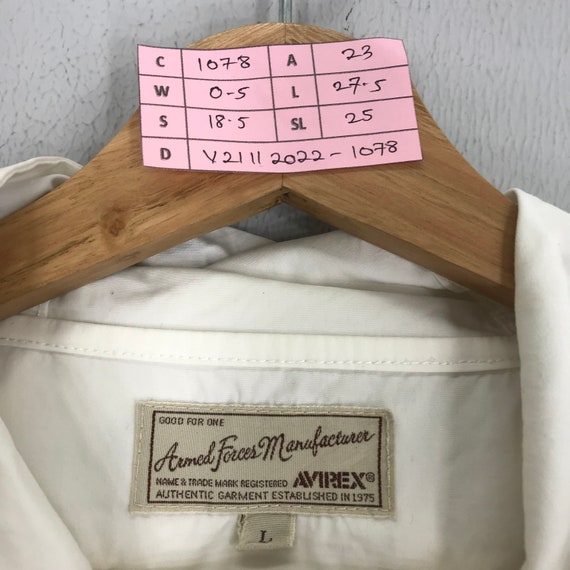 C 1078 A 23
W 0-5 L 27.5
S 18.5 SL 25
D V21112022-1078
GOOD FOR ONE
Armed Forces Manufacturer
NAME & TRADE MARK REGISTERED AVIREX®
AUTHENTIC GARMENT ESTABLISHED IN 1975
L